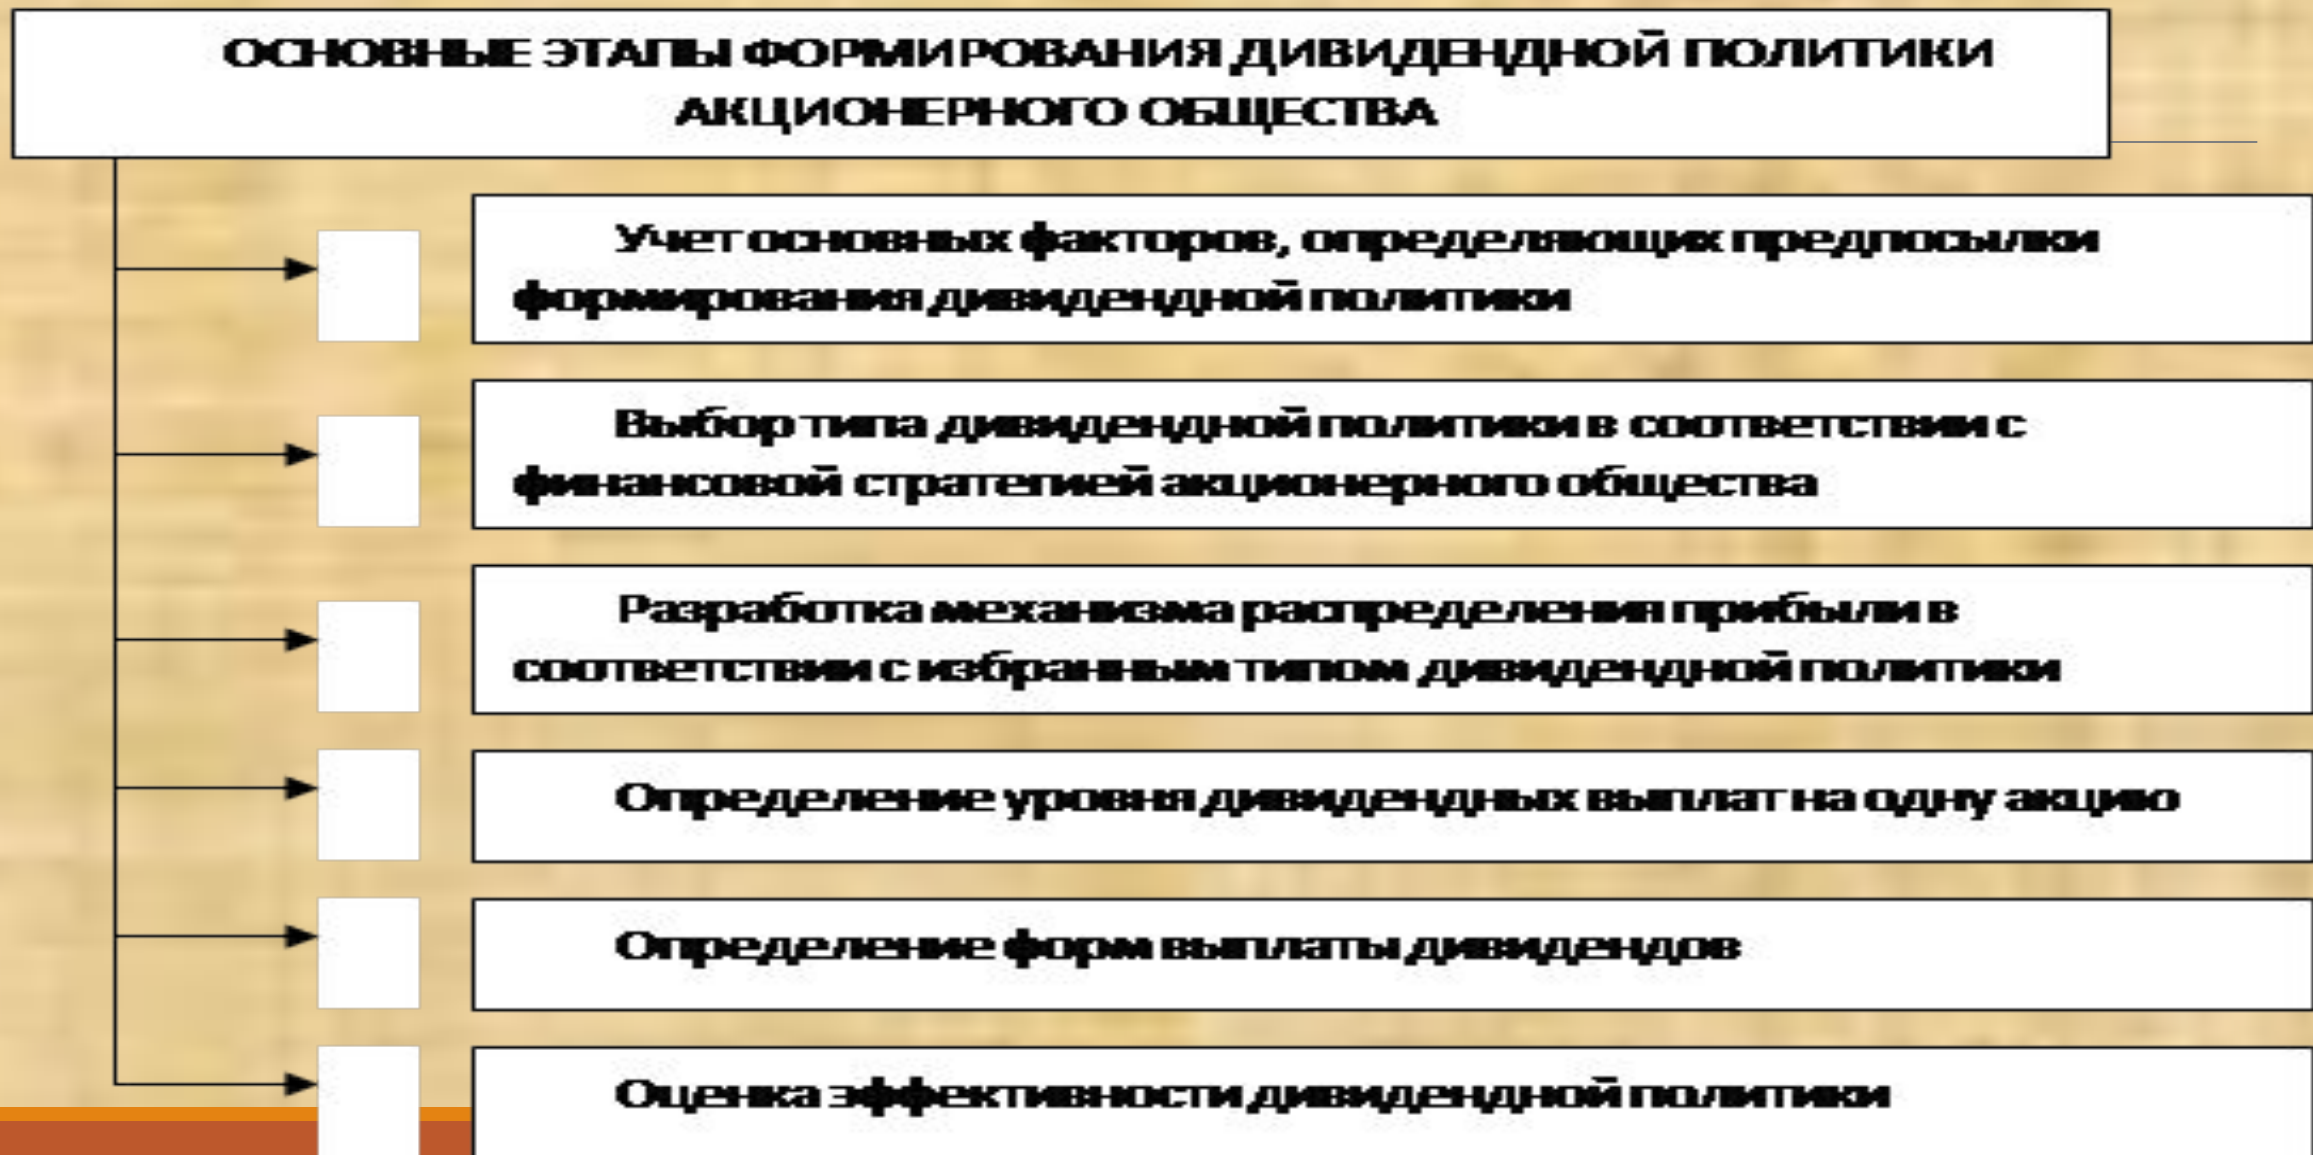 ОСНОВНЫЕ ЭТАПЫ ФОРМИРОВАНИЯ ДИВИДЕНДНОЙ ПОЛИТИКИ
АКЦИОНЕРНОГО ОБЩЕСТВА
Учет основных факторов, определяющих предпосылки
формирования дивидендной политики
Выбор типа дивидендной политики в соответствии с
финансовой стратегией акционерного общества
Разработка механизма распределения прибыли в
соответствии с избранным типом дивидендной политики
Определение уровня дивидендных выплат на одну акцию
Определение форм выплаты дивидендов
Оценка эффективности дивидендной политики